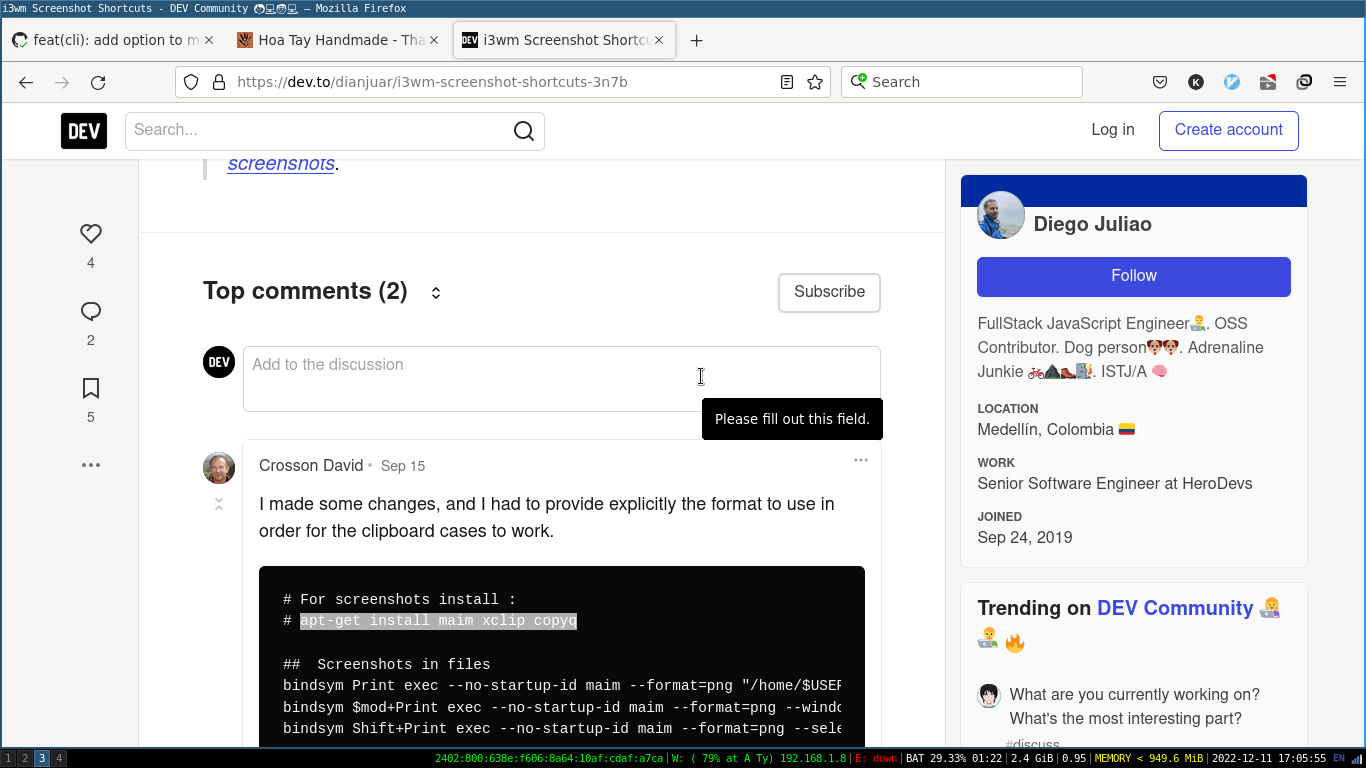 i3wm Screenshot Shortcuts - DEV Community — Mozilla Firefox
feat(cli): add option to m
Hoa Tay Handmade - Tha
DEV i3wm Screenshot Shortcu
https://dev.to/dianjuar/i3wm-screenshot-shortcuts-3n7b
Search
DEV
Search...
Log in
Create account
screenshots.
4
2
5
Top comments (2)
Subscribe
DEV
Add to the discussion
Please fill out this field.
Crosson David • Sep 15
I made some changes, and I had to provide explicitly the format to use in
order for the clipboard cases to work.
# For screenshots install :
# apt-get install maim xclip copyq
##  Screenshots in files
bindsym Print exec --no-startup-id maim --format=png "/home/$USER
bindsym $mod+Print exec --no-startup-id maim --format=png --windo
bindsym Shift+Print exec --no-startup-id maim --format=png --sele
Diego Juliao
Follow
FullStack JavaScript Engineer👨‍💻. OSS
Contributor. Dog person🐶🐶. Adrenaline
Junkie 🚲⛰🥾🧗. ISTJ/A 🧠
LOCATION
Medellín, Colombia 🇨🇴
WORK
Senior Software Engineer at HeroDevs
JOINED
Sep 24, 2019
Trending on DEV Community 👩‍💻
👨‍💻 🔥
What are you currently working on?
What's the most interesting part?
#discuss
1 2 3 4
2402:800:638e:f606:8a64:10af:cdaf:a7ca|W: ( 79% at A Ty) 192.168.1.8|E: down|BAT 29.33% 01:22|2.4 GiB|0.95|MEMORY < 949.6 MiB|2022-12-11 17:05:55 EN